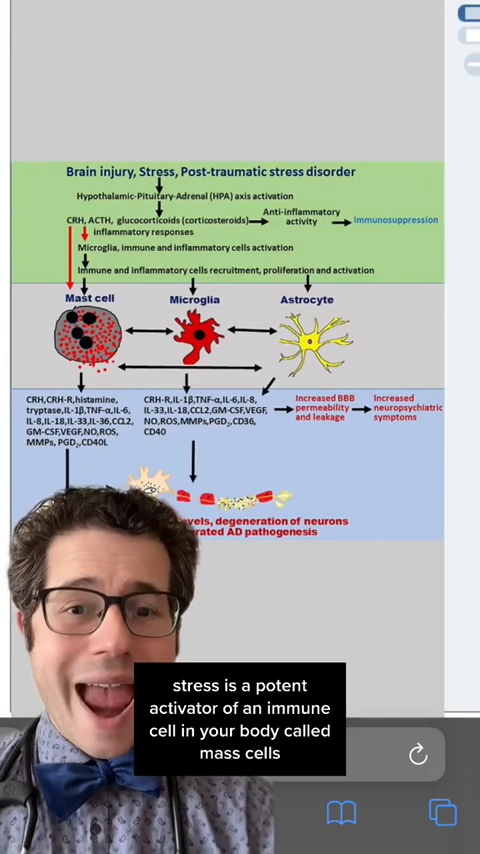 Brain injury, Stress, Post-traumatic stress disorder
Hypothalamic-Pituitary-Adrenal (HPA) axis activation
CRH, ACTH, glucocorticoids (corticosteroids)
Anti-inflammatory
activity
Immunosuppression
inflammatory responses
Microglia, immune and inflammatory cells activation
Immune and inflammatory cells recruitment, proliferation and activation
Mast cell
Microglia
Astrocyte
CRH,CRH-R,histamine,
tryptase,IL-1β,TNF-α,IL-6,
IL-8,IL-18,IL-33,IL-36,CCL2,
GM-CSF,VEGF,NO,ROS,
MMPs, PGD2,CD40L
CRH-R,IL-1β,TNF-α,IL-6,IL-8,
IL-33,IL-18,CCL2,GM-CSF,VEGF,
NO,ROS,MMPs,PGD2,CD36,
CD40
Increased BBB
permeability
and leakage
Increased
neuropsychiatric
symptoms
levels, degeneration of neurons
rated AD pathogenesis
stress is a potent
activator of an immune
cell in your body called
mass cells